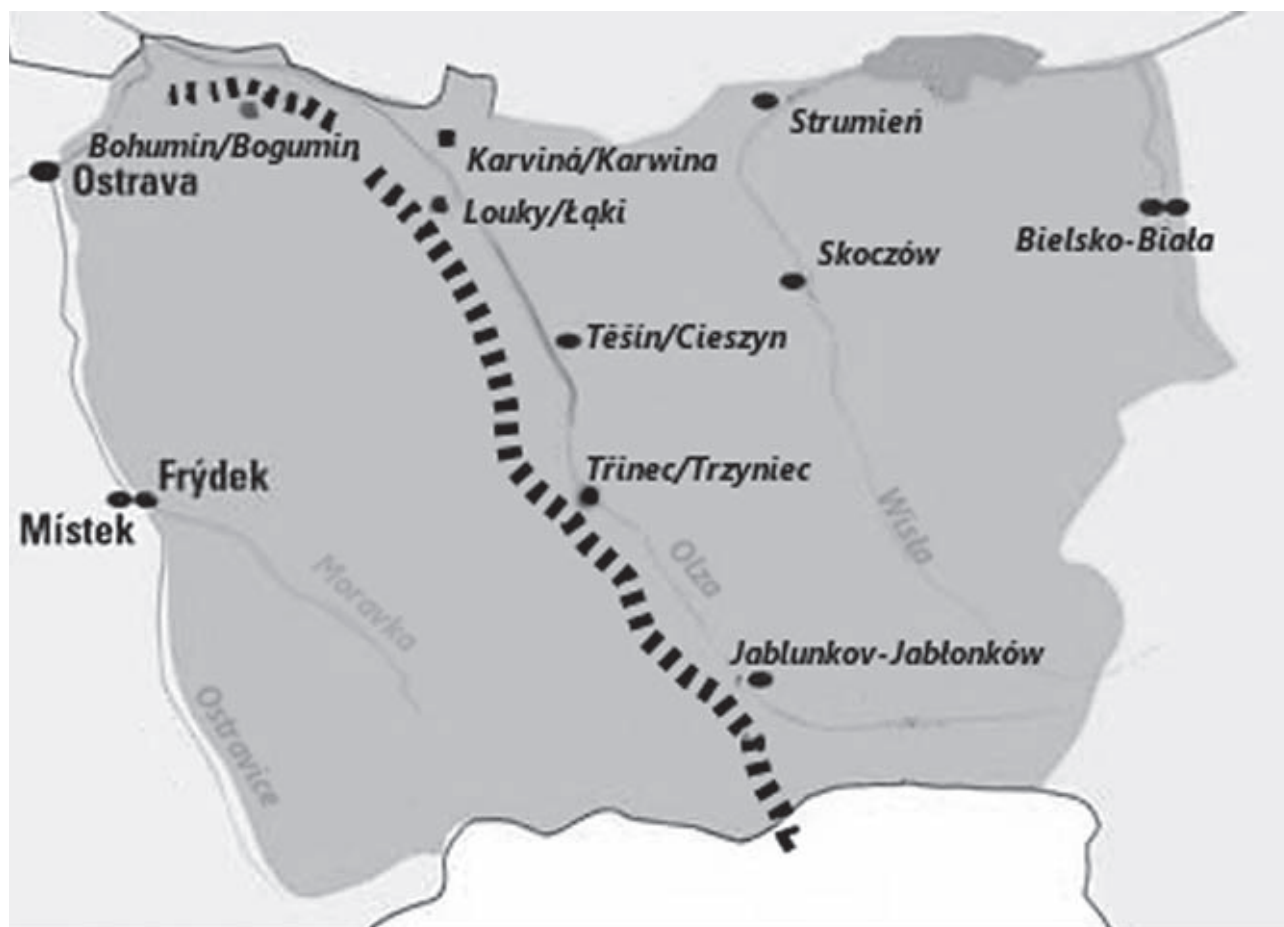 Strumień
Bohumín/Bogumin
Karviná/Karwina
Ostrava
Louky/Łąki
Bielsko-Biała
Skoczów
Těšín/Cieszyn
Třinec/Trzyniec
Frýdek
Místek
Wisła
Olza
Moravka
Jablunkov-Jabłonków
Ostravice